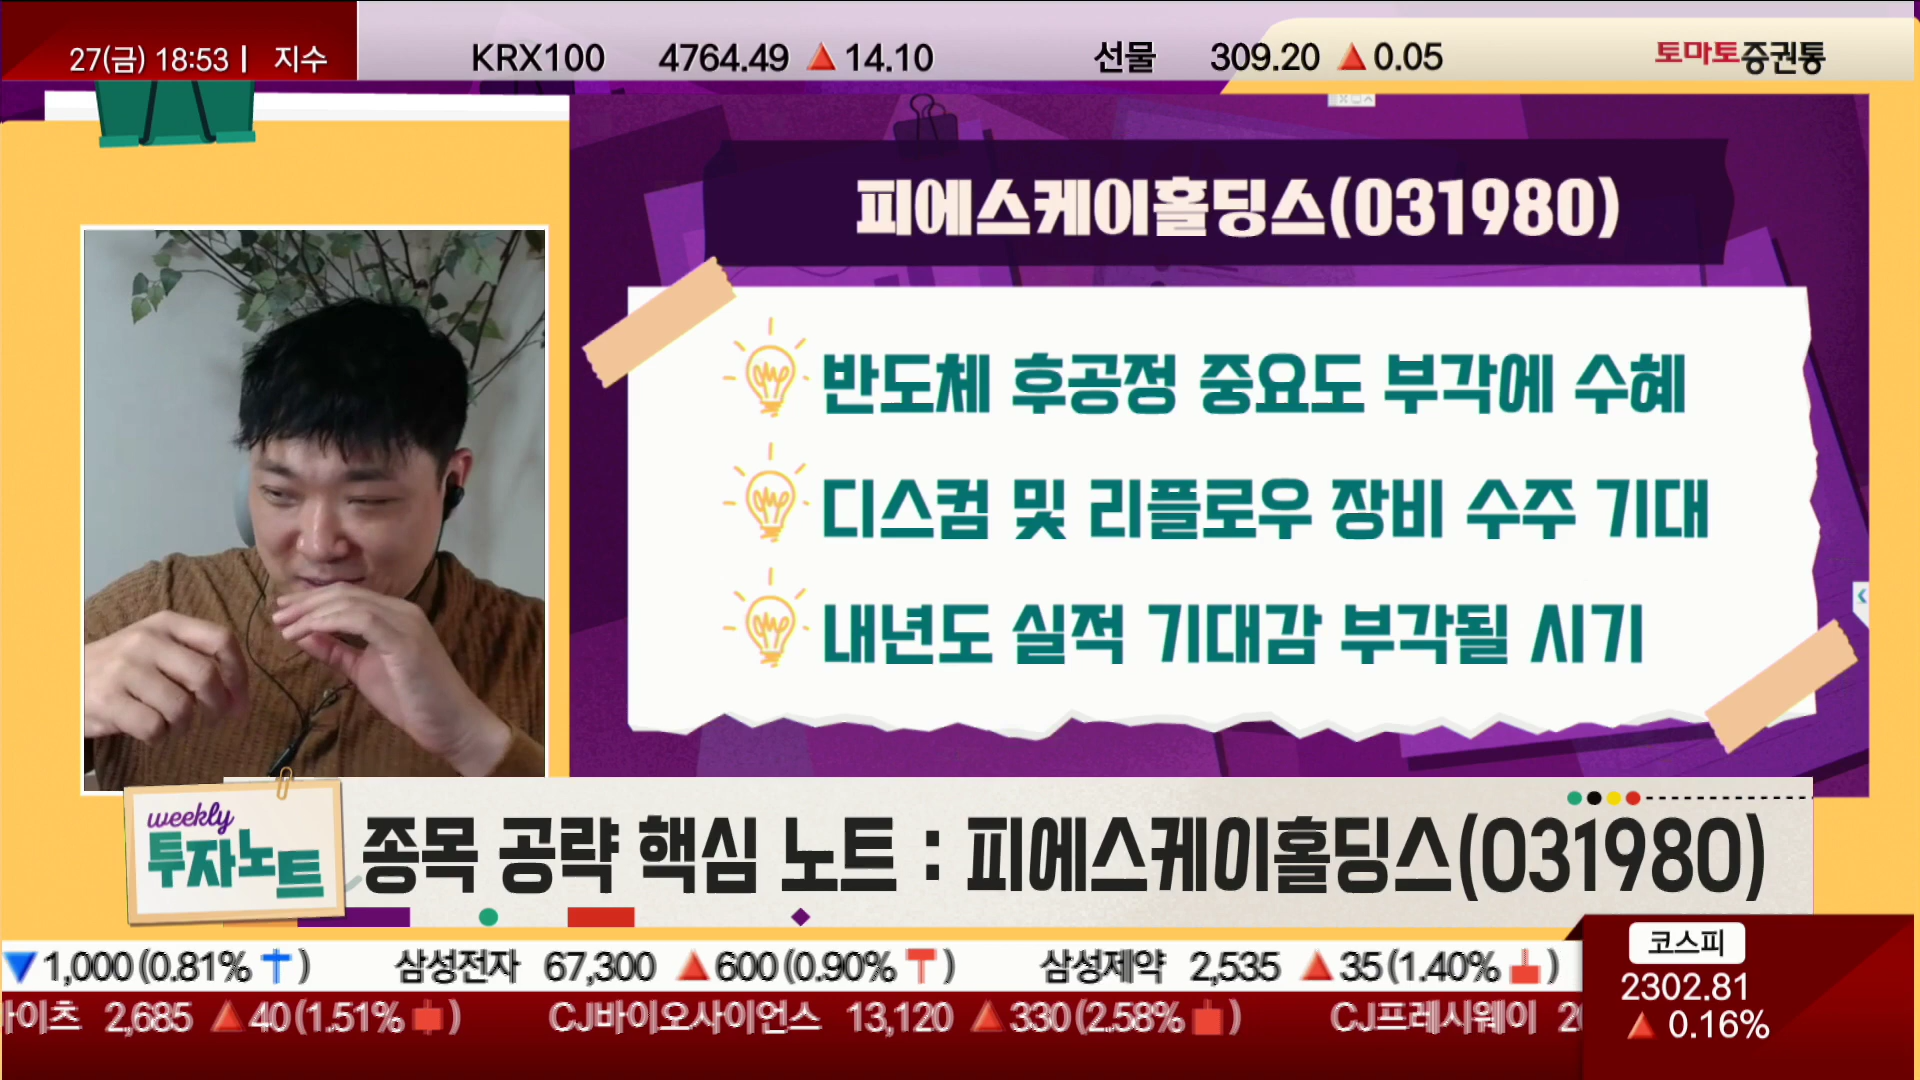 27(금) 18:53 | 지수 KRX100 4764.49 ▲ 14.10 선물 309.20 ▲ 0.05 토마토증권통
피에스케이홀딩스(031980)
반도체 후공정 중요도 부각에 수혜
디스컴 및 리플로우 장비 수주 기대
내년도 실적 기대감 부각될 시기
weekly
투자노트
종목 공략 핵심 노트 : 피에스케이홀딩스(031980)
▼ 1,000 (0.81% ) 삼성전자 67,300 ▲ 600 (0.90% ) 삼성제약 2,535 ▲ 35 (1.40% )
이츠 2,685 ▲ 40 (1.51% ) CJ바이오사이언스 13,120 ▲ 330 (2.58% ) CJ프레시웨이
코스피
2302.81
▲ 0.16%